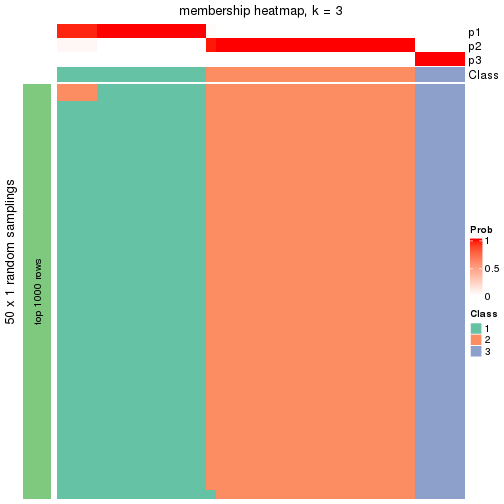 membership heatmap, k = 3
p1
p2
p3
Class
50 x 1 random samplings
top 1000 rows
Prob
1
0.5
0
Class
1
2
3